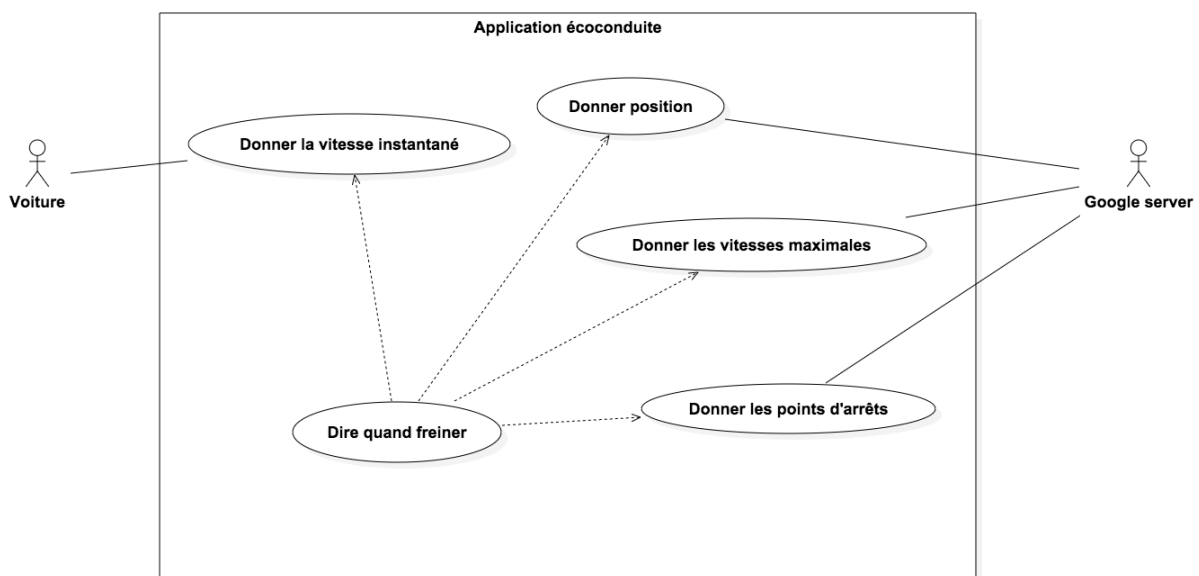 Application écoconduite
Donner position
Donner la vitesse instantané
Voiture
Google server
Donner les vitesses maximales
Donner les points d'arrêts
Dire quand freiner